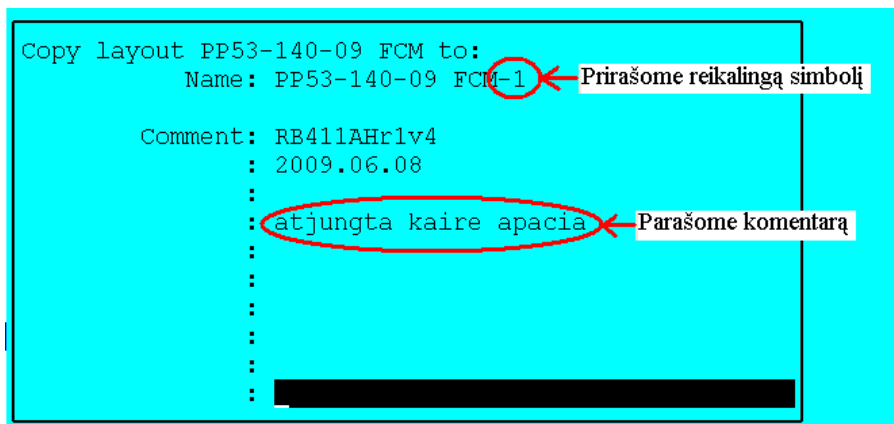 Copy layout PP53-140-09 FCM to:
Name: PP53-140-09 FCM-1
Prirašome reikalingą simbolį
Comment: RB411AHr1v4
: 2009.06.08
:
: atjungta kaire apacia
Parašome komentarą
:
:
:
:
:
: